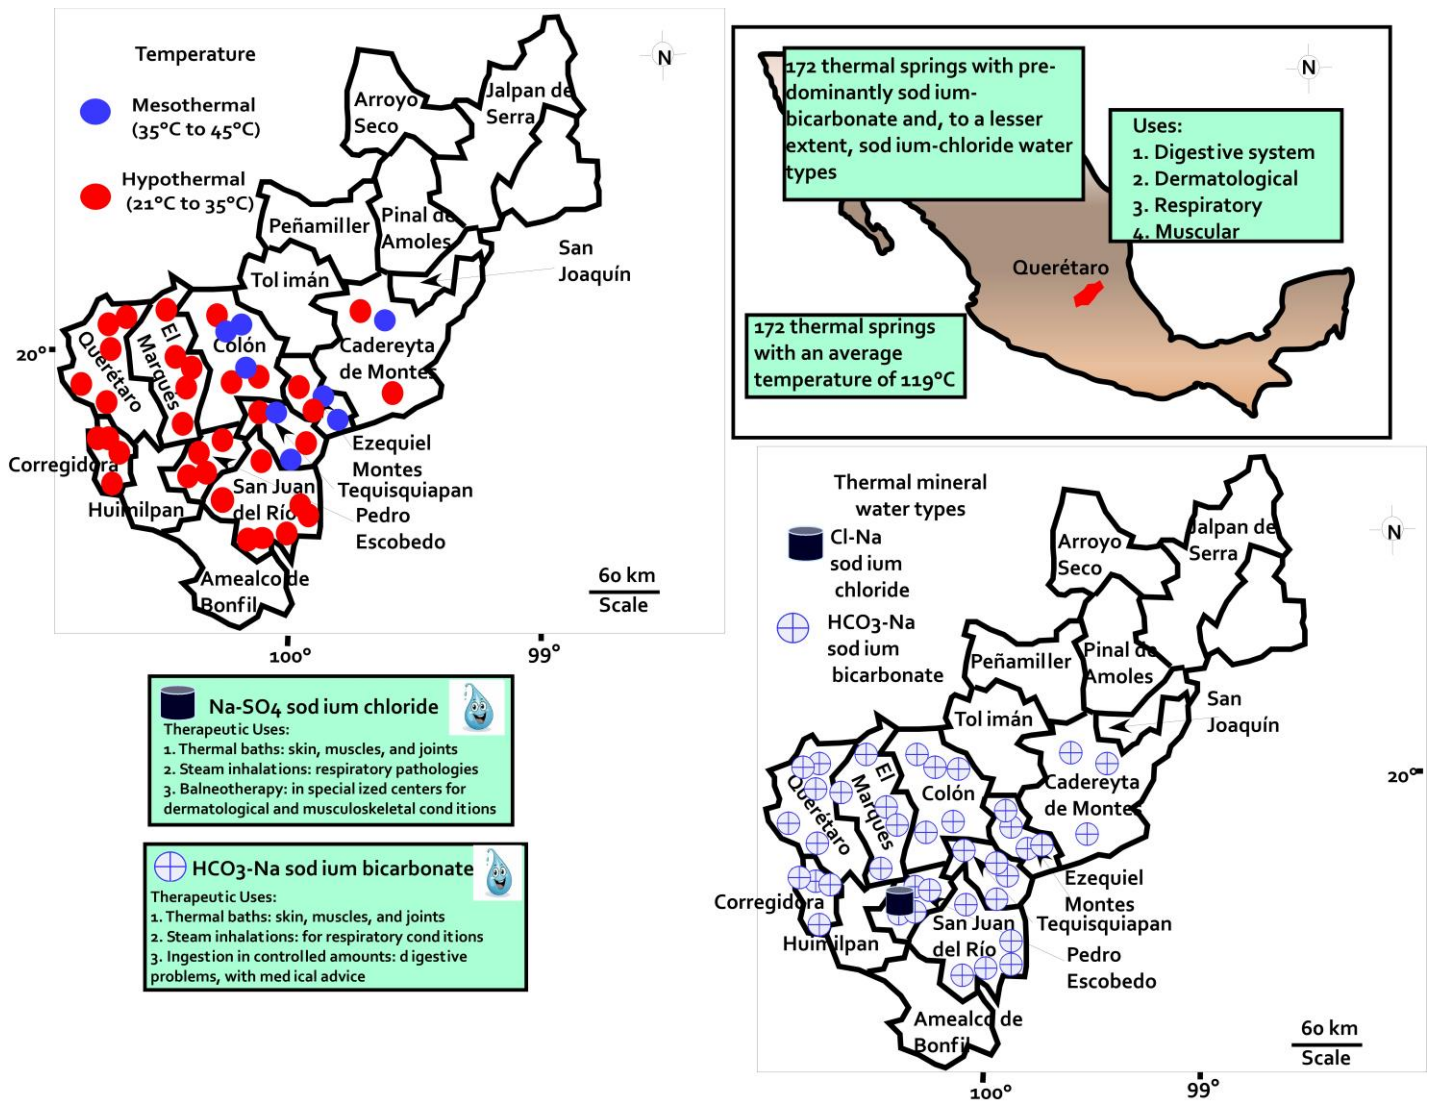 Temperature
Mesothermal
(35°C to 45°C)
Hypothermal
(21°C to 35°C)
N
Arroyo
Seco
Jalpan de
Serra
Peñamiller
Pinal de
Amoles
San
Joaquín
Tol imán
Cadereyta
de Montes
Colón
El
Marques
Querétaro
20°
Corregidora
Huimilpan
Ezequiel
Montes
Tequisquiapan
San Juan
del Río
Pedro
Escobedo
Amealco de
Bonfil
60 km
Scale
100°
99°
172 thermal springs with pre-
dominantly sod ium-
bicarbonate and, to a lesser
extent, sod ium-chloride water
types
N
Uses:
1. Digestive system
2. Dermatological
3. Respiratory
4. Muscular
Querétaro
172 thermal springs
with an average
temperature of 119°C
Na-SO4 sod ium chloride
Therapeutic Uses:
1. Thermal baths: skin, muscles, and joints
2. Steam inhalations: respiratory pathologies
3. Balneotherapy: in special ized centers for
dermatological and musculoskeletal cond itions
HCO3-Na sod ium bicarbonate
Therapeutic Uses:
1. Thermal baths: skin, muscles, and joints
2. Steam inhalations: for respiratory cond itions
3. Ingestion in controlled amounts: d igestive
problems, with med ical advice
Thermal mineral
water types
Cl-Na
sod ium
chloride
HCO3-Na
sod ium
bicarbonate
N
Arroyo
Seco
Jalpan de
Serra
Peñamiller
Pinal de
Amoles
San
Joaquín
Tol imán
Cadereyta
de Montes
Colón
El
Marques
Querétaro
20°
Corregidora
Huimilpan
Ezequiel
Montes
Tequisquiapan
San Juan
del Río
Pedro
Escobedo
Amealco de
Bonfil
60 km
Scale
100°
99°